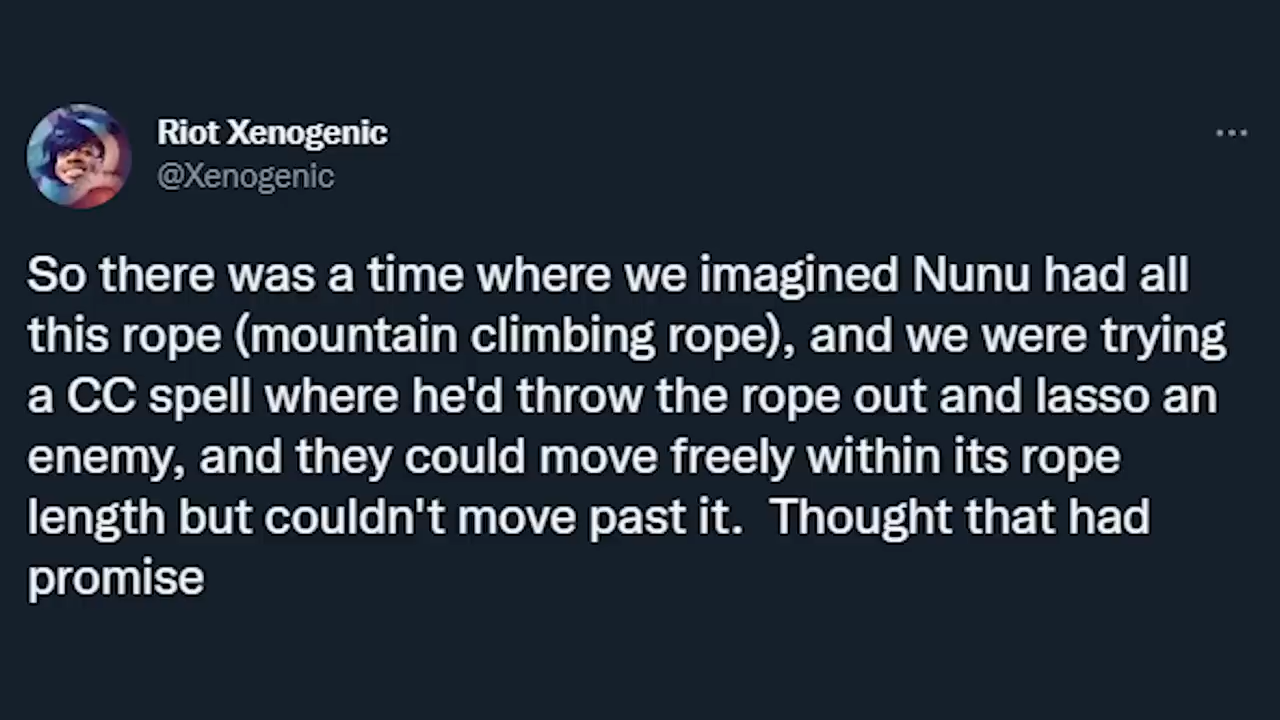 Riot Xenogenic
@Xenogenic
So there was a time where we imagined Nunu had all
this rope (mountain climbing rope), and we were trying
a CC spell where he'd throw the rope out and lasso an
enemy, and they could move freely within its rope
length but couldn't move past it.  Thought that had
promise